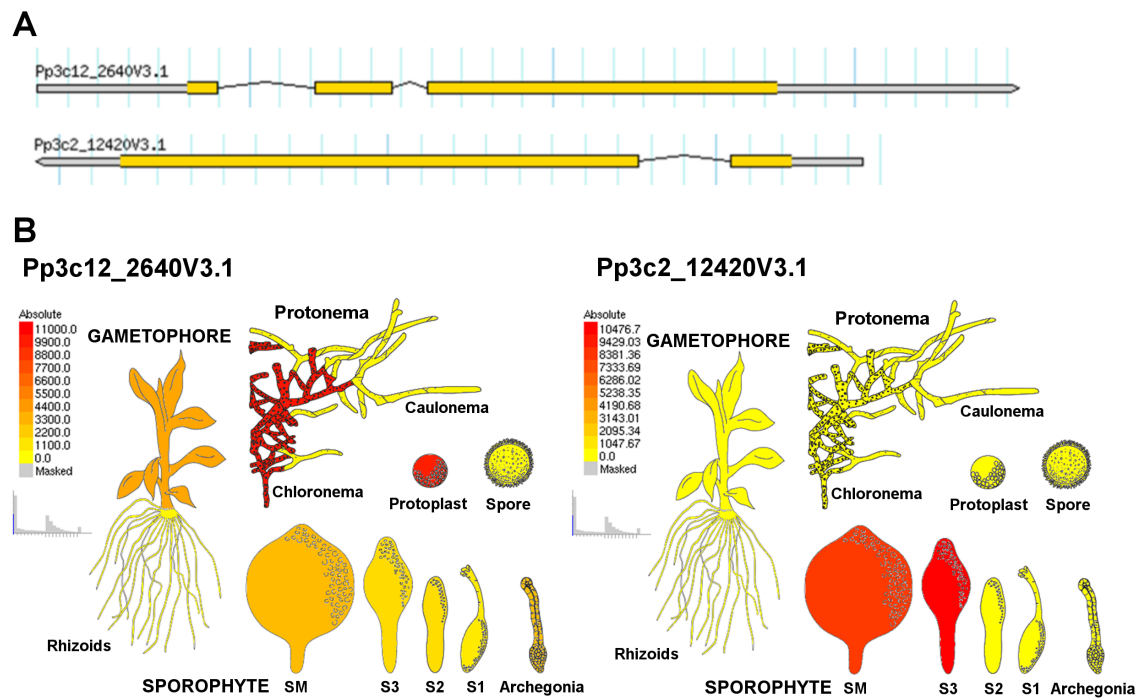 A
Pp3c12_2640V3.1
Pp3c2_12420V3.1
B
Pp3c12_2640V3.1
Absolute
11000.0
9900.0
8800.0
7700.0
6600.0
5500.0
4400.0
3300.0
2200.0
1100.0
0.0
Masked
GAMETOPHORE
Protonema
Caulonema
Chloronema
Protoplast
Spore
Rhizoids
SPOROPHYTE
SM
S3
S2
S1
Archegonia
Pp3c2_12420V3.1
Absolute
10476.7
9429.03
8381.36
7333.69
6286.02
5238.35
4190.68
3143.01
2095.34
1047.67
0.0
Masked
GAMETOPHORE
Protonema
Caulonema
Chloronema
Protoplast
Spore
Rhizoids
SPOROPHYTE
SM
S3
S2
S1
Archegonia